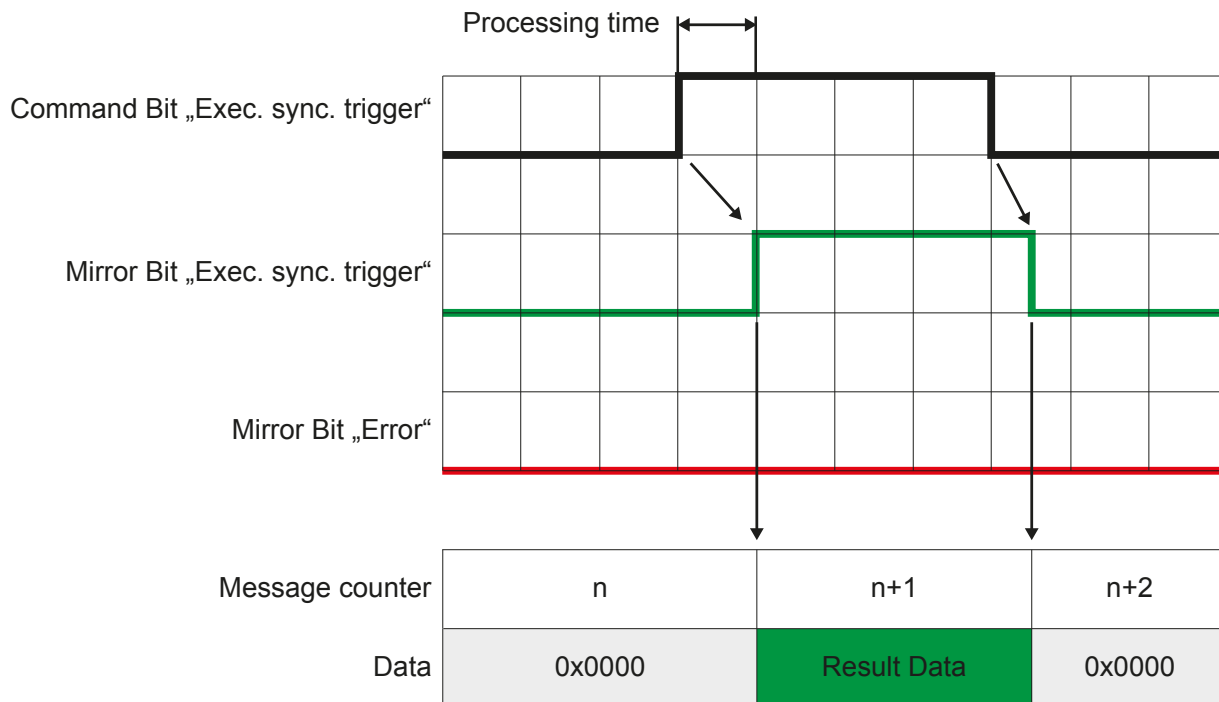 Processing time
Command Bit „Exec. sync. trigger“
Mirror Bit „Exec. sync. trigger“
Mirror Bit „Error“
Message counter n n+1 n+2
Data 0x0000 Result Data 0x0000